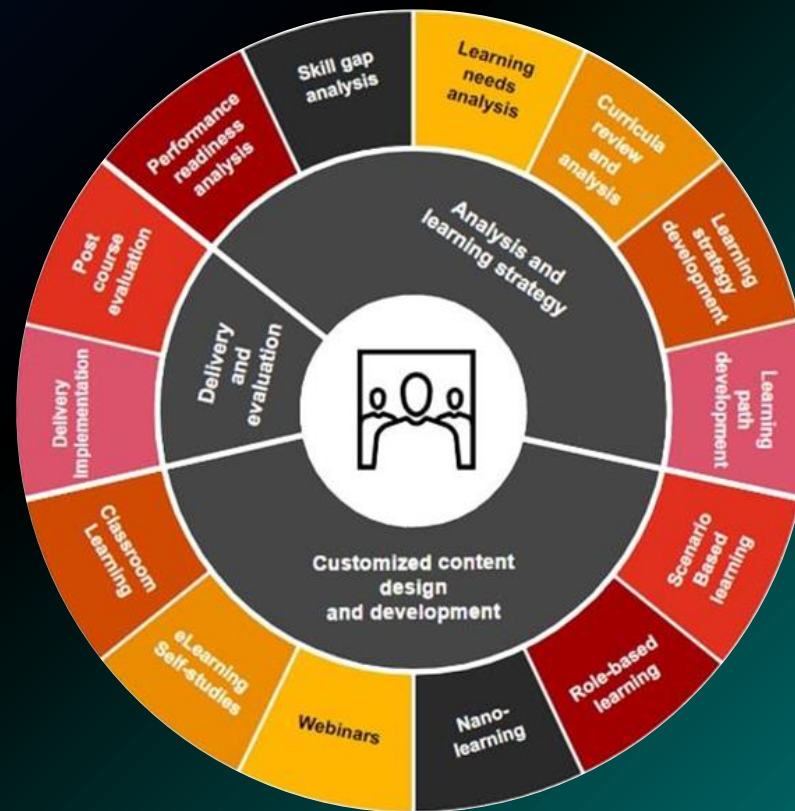 Skill gap
analysis
Learning
needs
analysis
Curricula
review
and
analysis
Learning
strategy
development
Learning
path
development
Scenario
Based
learning
Role-based
learning
Nano-
learning
Webinars
eLearning
Self-studies
Classroom
Learning
Delivery
Implementation
Post
course
evaluation
Performance
readiness
analysis
Analysis and
learning strategy
Customized content
design
and development
Delivery
and
evaluation